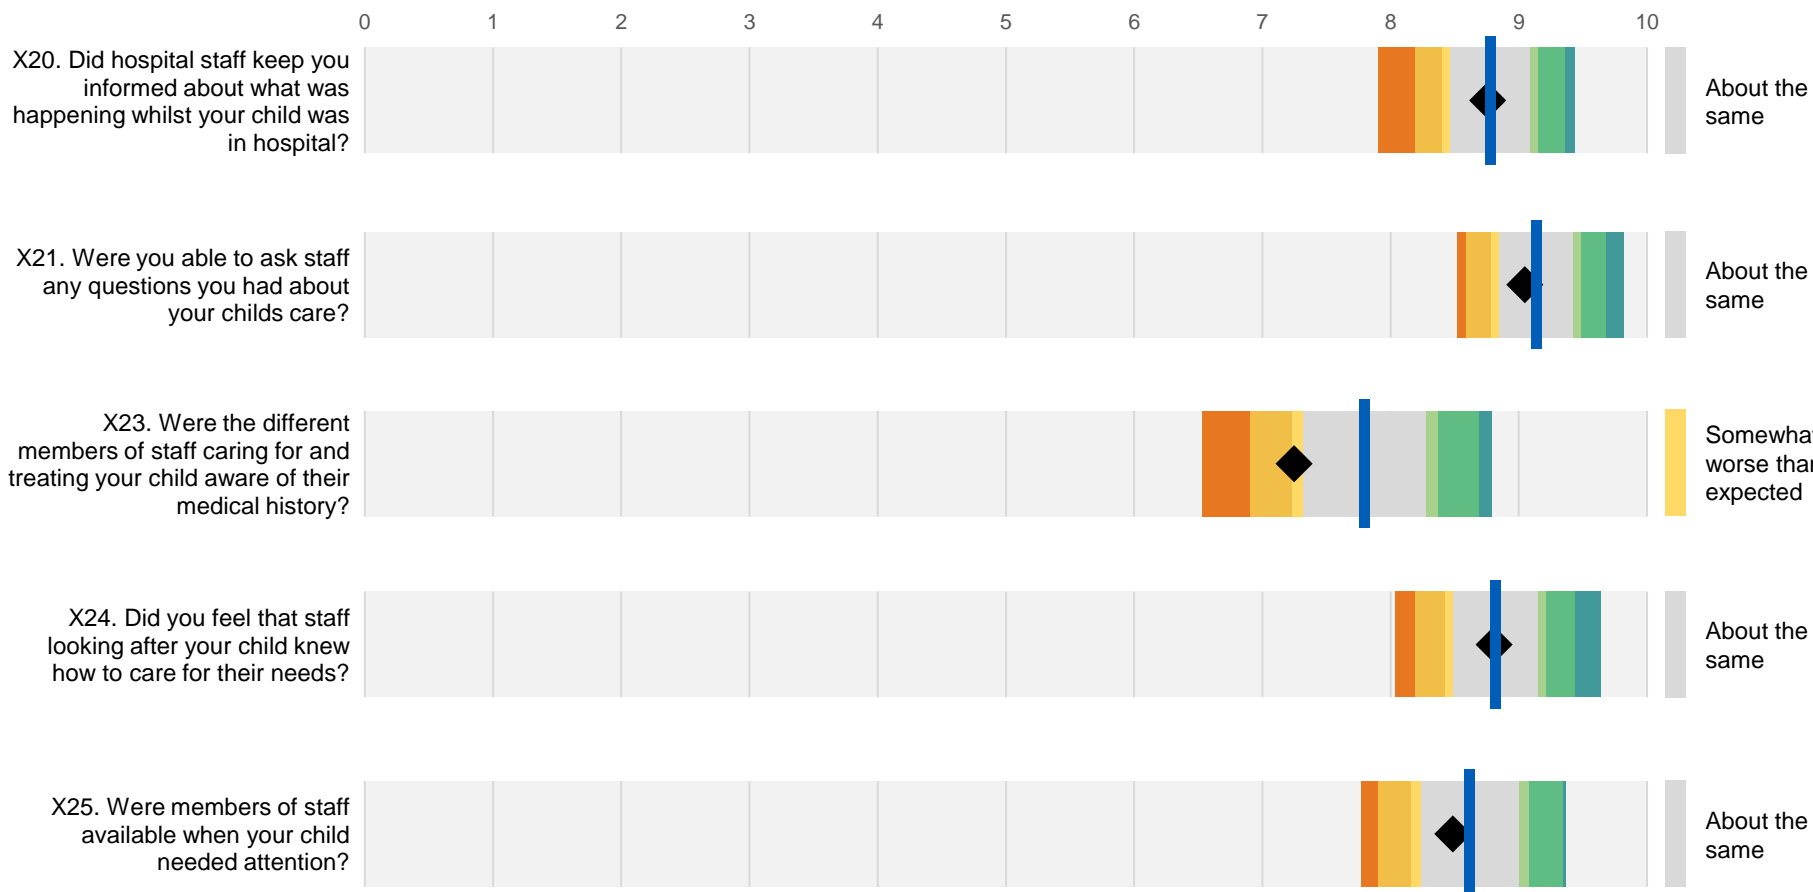 0 1 2 3 4 5 6 7 8 9 10
X20. Did hospital staff keep you
informed about what was
happening whilst your child was
in hospital?
About the
same
X21. Were you able to ask staff
any questions you had about
your childs care?
About the
same
X23. Were the different
members of staff caring for and
treating your child aware of their
medical history?
Somewhat
worse than
expected
X24. Did you feel that staff
looking after your child knew
how to care for their needs?
About the
same
X25. Were members of staff
available when your child
needed attention?
About the
same